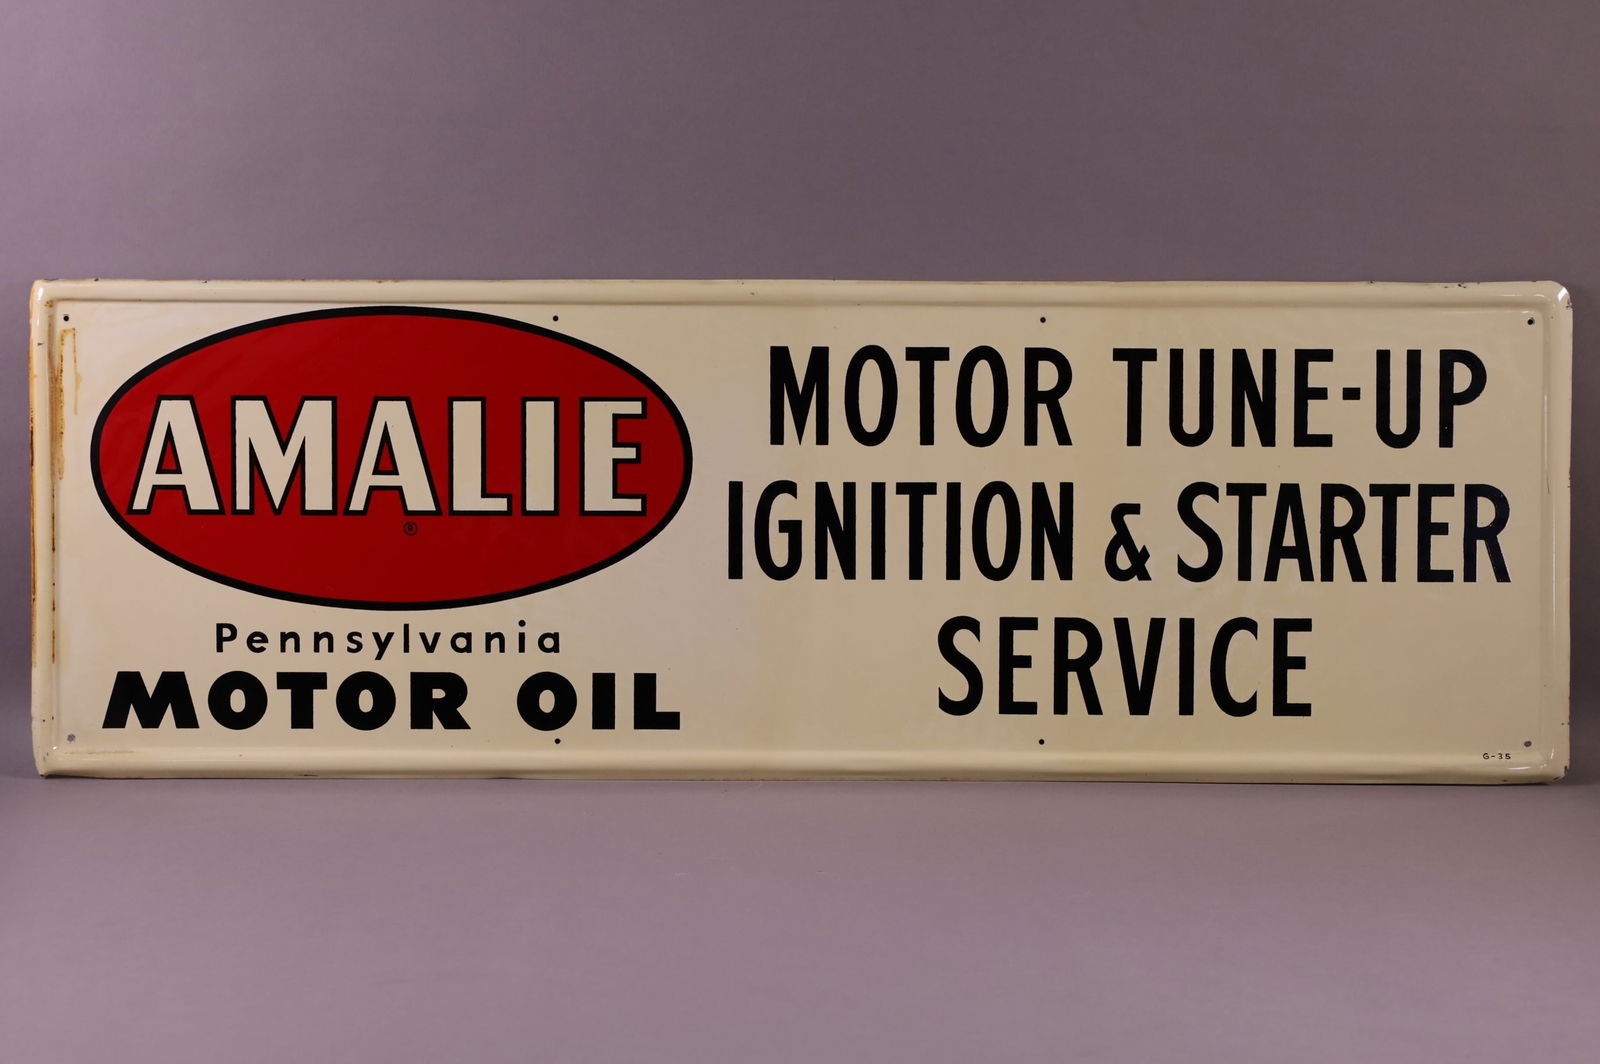 AMALIE
®
Pennsylvania
MOTOR OIL
MOTOR TUNE-UP
IGNITION & STARTER
SERVICE
G-35